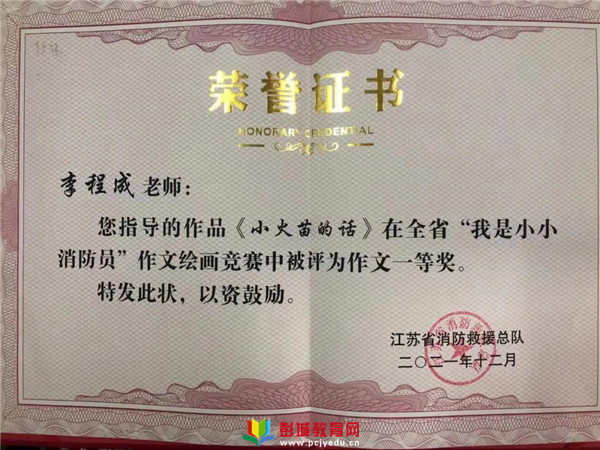 荣誉证书
HONORARY CREDENTIAL
李程成老师：
您指导的作品《小火苗的话》在全省“我是小小
消防员”作文绘画竞赛中被评为作文一等奖。
特发此状，以资鼓励。
江苏省消防救援总队
二〇二一年十二月
彭城教育网
www.pcjyedu.cn